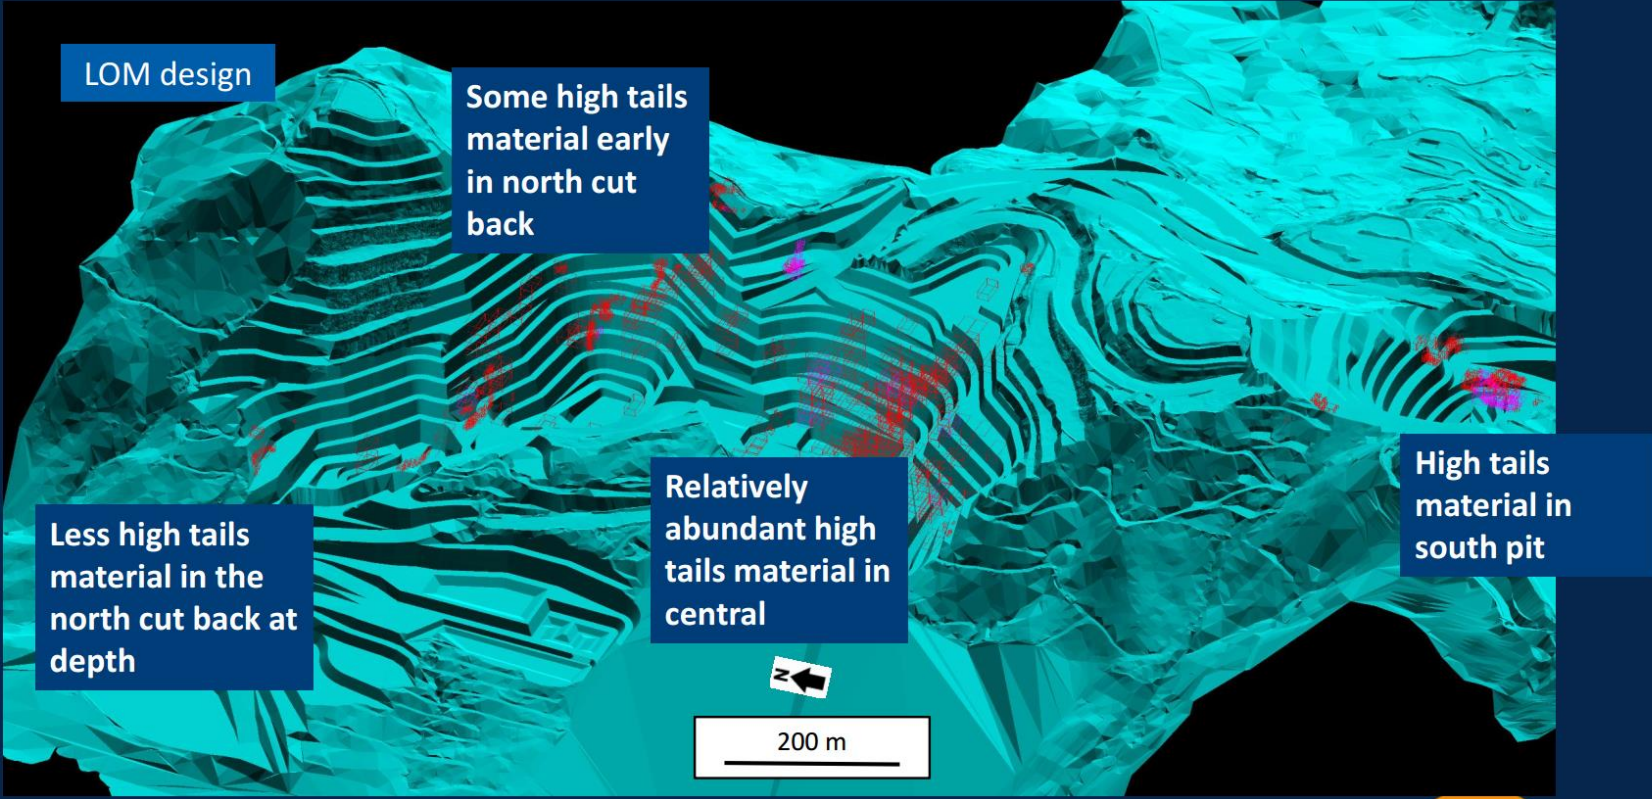 LOM design
Some high tails
material early
in north cut
back
Less high tails
material in the
north cut back at
depth
Relatively
abundant high
tails material in
central
High tails
material in
south pit
N
200 m